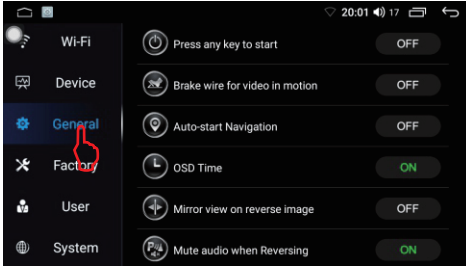 20:01 17
Wi-Fi
Press any key to start OFF
Device
Brake wire for video in motion OFF
General
Auto-start Navigation OFF
Factory
OSD Time ON
User
Mirror view on reverse image OFF
System
Mute audio when Reversing ON